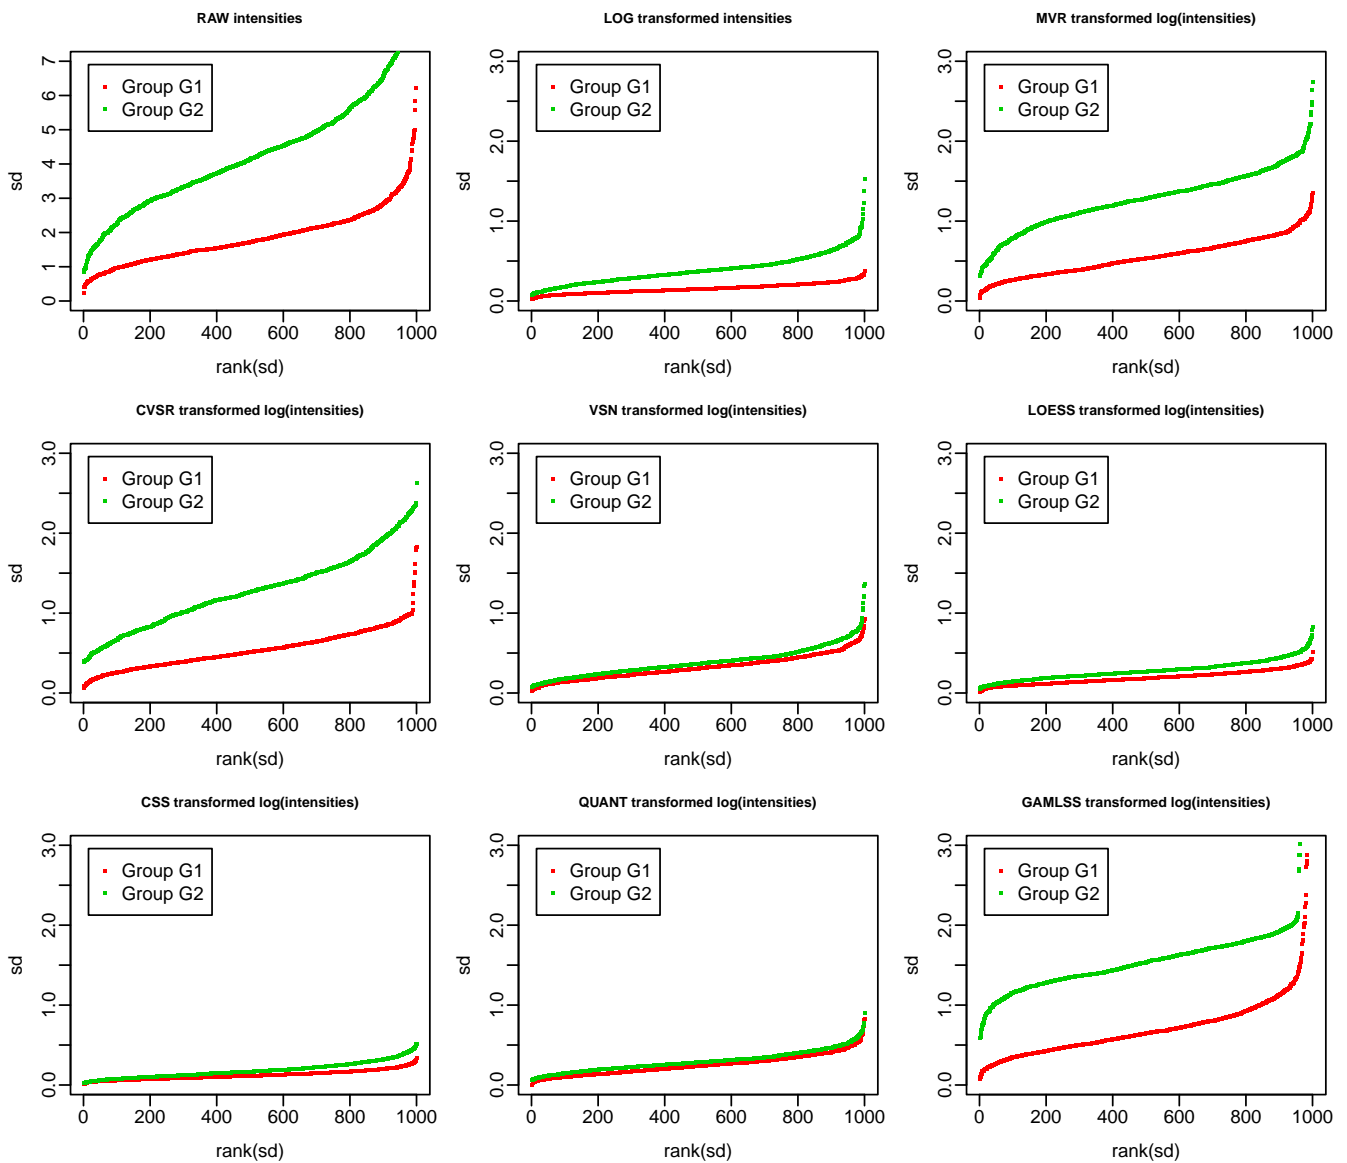 RAW intensities
sd
0 1 2 3 4 5 6 7
Group G1
Group G2
0 200 400 600 800 1000
rank(sd)
LOG transformed intensities
sd
0.0 1.0 2.0 3.0
Group G1
Group G2
0 200 400 600 800 1000
rank(sd)
MVR transformed log(intensities)
sd
0.0 1.0 2.0 3.0
Group G1
Group G2
0 200 400 600 800 1000
rank(sd)
CVSR transformed log(intensities)
sd
0.0 1.0 2.0 3.0
Group G1
Group G2
0 200 400 600 800 1000
rank(sd)
VSN transformed log(intensities)
sd
0.0 1.0 2.0 3.0
Group G1
Group G2
0 200 400 600 800 1000
rank(sd)
LOESS transformed log(intensities)
sd
0.0 1.0 2.0 3.0
Group G1
Group G2
0 200 400 600 800 1000
rank(sd)
CSS transformed log(intensities)
sd
0.0 1.0 2.0 3.0
Group G1
Group G2
0 200 400 600 800 1000
rank(sd)
QUANT transformed log(intensities)
sd
0.0 1.0 2.0 3.0
Group G1
Group G2
0 200 400 600 800 1000
rank(sd)
GAMLSS transformed log(intensities)
sd
0.0 1.0 2.0 3.0
Group G1
Group G2
0 200 400 600 800 1000
rank(sd)